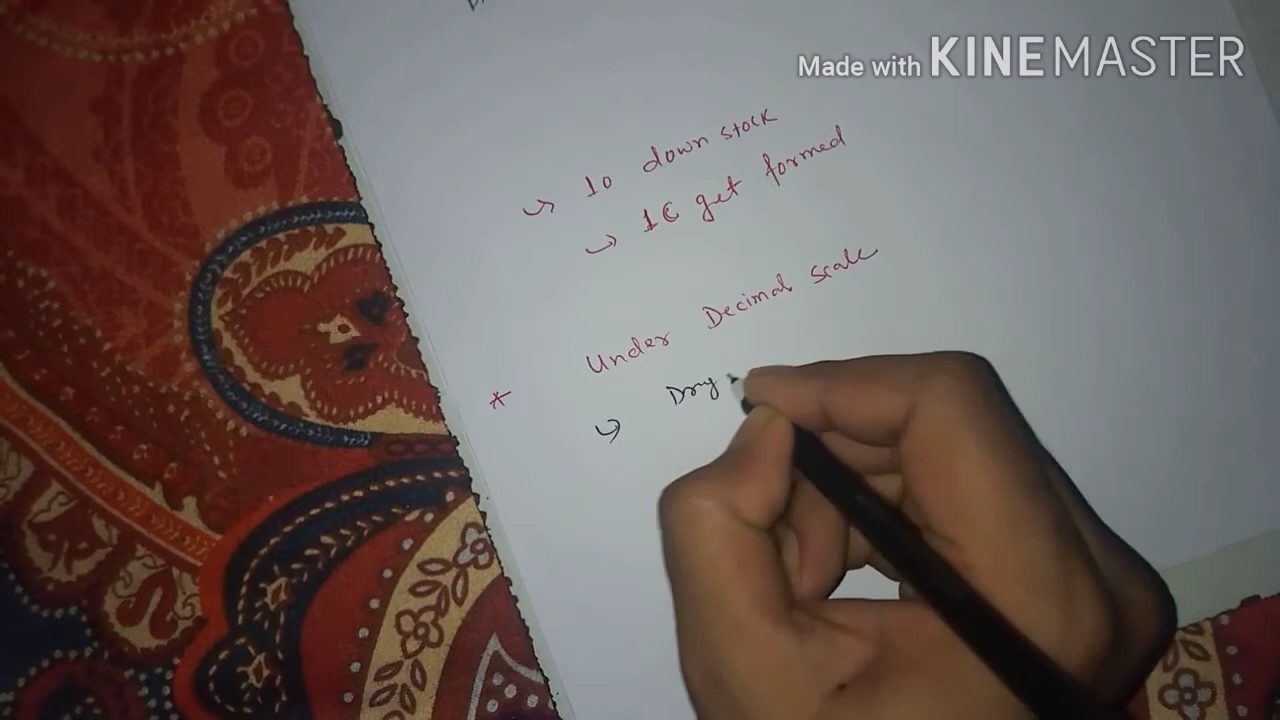 Made with KINEMASTER
↳ 10 down stock
↳ 1C get formed
* Under Decimal Scale
↳ Dry